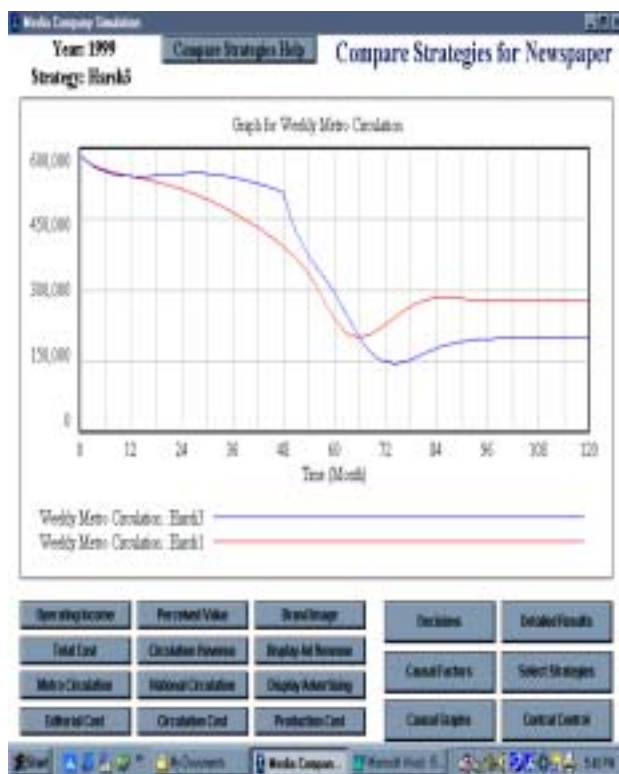 Media Company Simulation
Year: 1999
Compare Strategies Help
Compare Strategies for Newspaper
Strategy: Harsh5
Graph for Weekly Metro Circulation
600,000
450,000
300,000
150,000
0
0 12 24 36 48 60 72 84 96 108 120
Time (Month)
Weekly Metro Circulation
Weekly Metro Circulation
Operating Income Perceived Value Brand Image Decisions Detailed Results
Total Cost Circulation Revenue Display Ad Revenue
Causal Factors Select Strategies
Metro Circulation National Circulation Display Advertising
Editorial Cost Circulation Cost Production Cost Causal Graphs Central Control
Start My Documents Media Compan... Microsoft